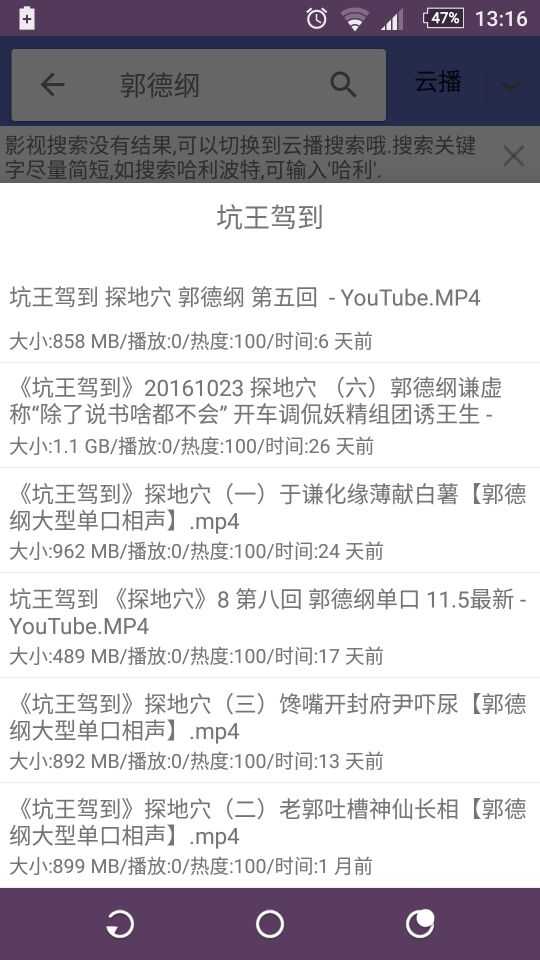 47% 13:16
郭德纲 云播
影视搜索没有结果,可以切换到云播搜索哦.搜索关键
字尽量简短,如搜索哈利波特,可输入'哈利'.
坑王驾到
坑王驾到 探地穴 郭德纲 第五回 - YouTube.MP4
大小:858 MB/播放:0/热度:100/时间:6 天前
《坑王驾到》20161023 探地穴 （六）郭德纲谦虚
称“除了说书啥都不会” 开车调侃妖精组团诱王生 -
大小:1.1 GB/播放:0/热度:100/时间:26 天前
《坑王驾到》探地穴（一）于谦化缘薄献白薯【郭德
纲大型单口相声】.mp4
大小:962 MB/播放:0/热度:100/时间:24 天前
坑王驾到 《探地穴》8 第八回 郭德纲单口 11.5最新 -
YouTube.MP4
大小:489 MB/播放:0/热度:100/时间:17 天前
《坑王驾到》探地穴（三）馋嘴开封府尹吓尿【郭德
纲大型单口相声】.mp4
大小:892 MB/播放:0/热度:100/时间:13 天前
《坑王驾到》探地穴（二）老郭吐槽神仙长相【郭德
纲大型单口相声】.mp4
大小:899 MB/播放:0/热度:100/时间:1 月前